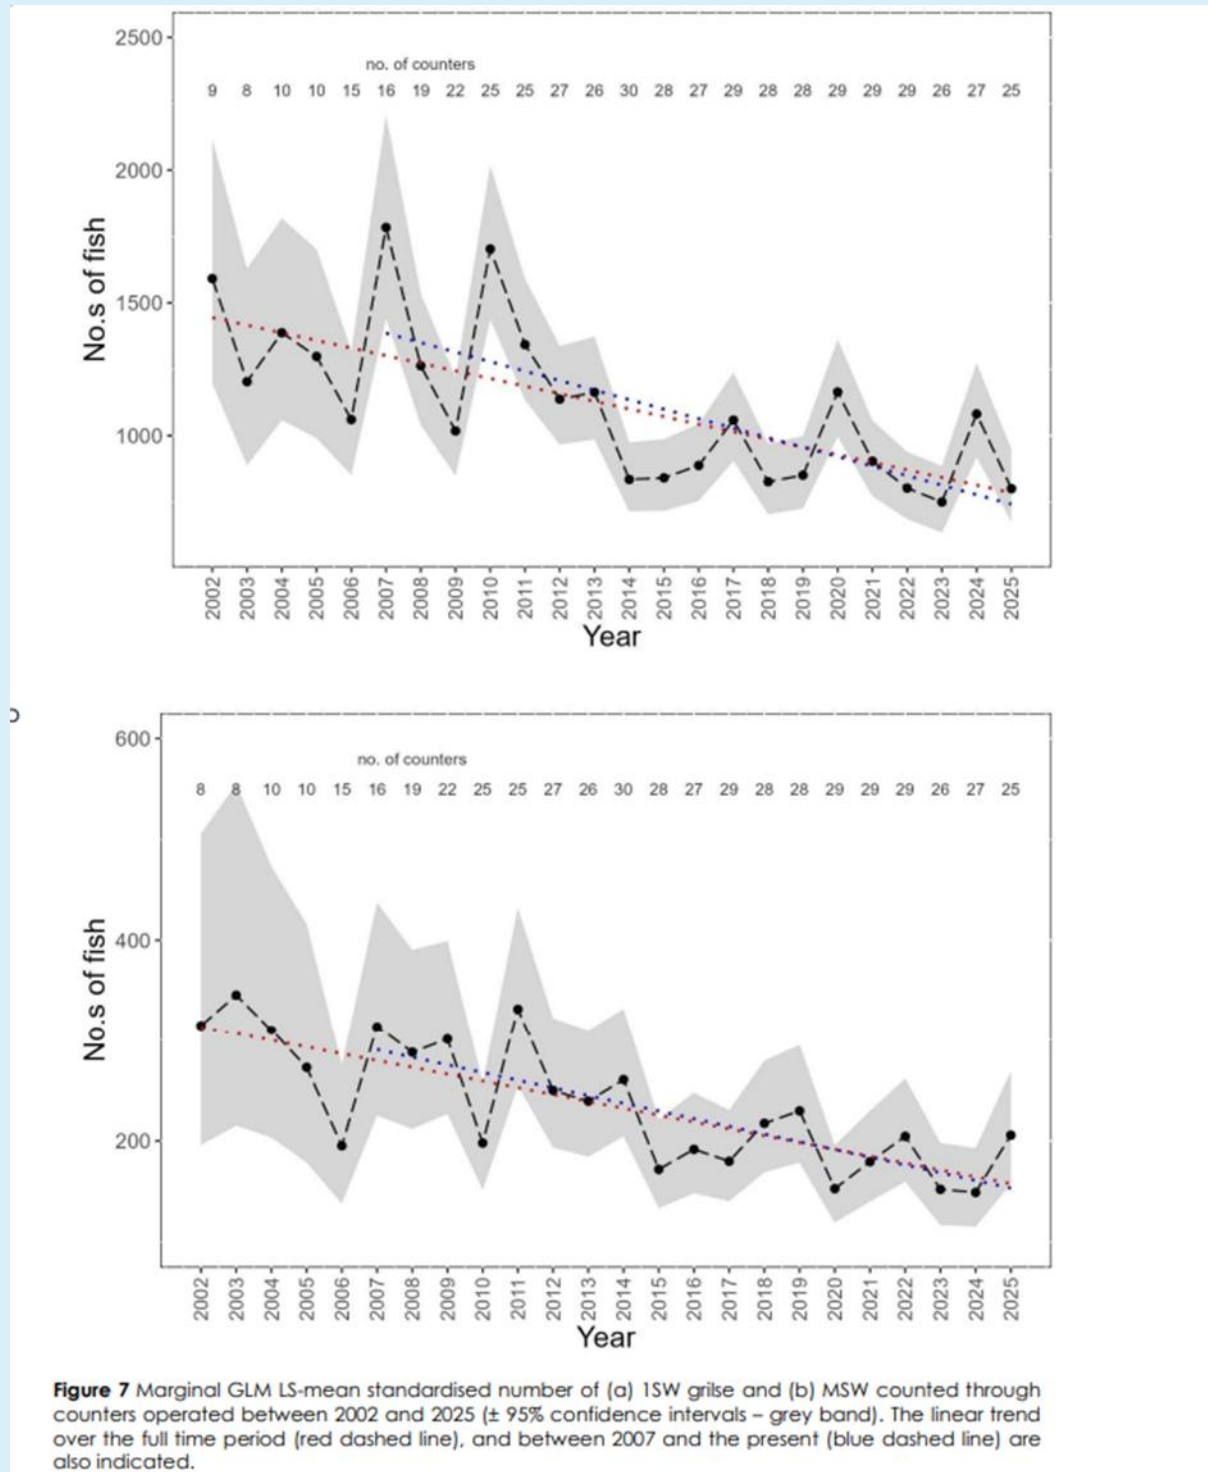 2500
no. of counters
9 8 10 10 15 16 19 22 25 25 27 26 30 28 27 29 28 28 29 29 29 26 27 25
2000
No.s of fish
1500
1000
2002 2003 2004 2005 2006 2007 2008 2009 2010 2011 2012 2013 2014 2015 2016 2017 2018 2019 2020 2021 2022 2023 2024 2025
Year
600
no. of counters
8 8 10 10 15 16 19 22 25 25 27 26 30 28 27 29 28 28 29 29 29 26 27 25
400
No.s of fish
200
2002 2003 2004 2005 2006 2007 2008 2009 2010 2011 2012 2013 2014 2015 2016 2017 2018 2019 2020 2021 2022 2023 2024 2025
Year
Figure 7 Marginal GLM LS-mean standardised number of (a) 1SW grilse and (b) MSW counted through
counters operated between 2002 and 2025 (± 95% confidence intervals – grey band). The linear trend
over the full time period (red dashed line), and between 2007 and the present (blue dashed line) are
also indicated.